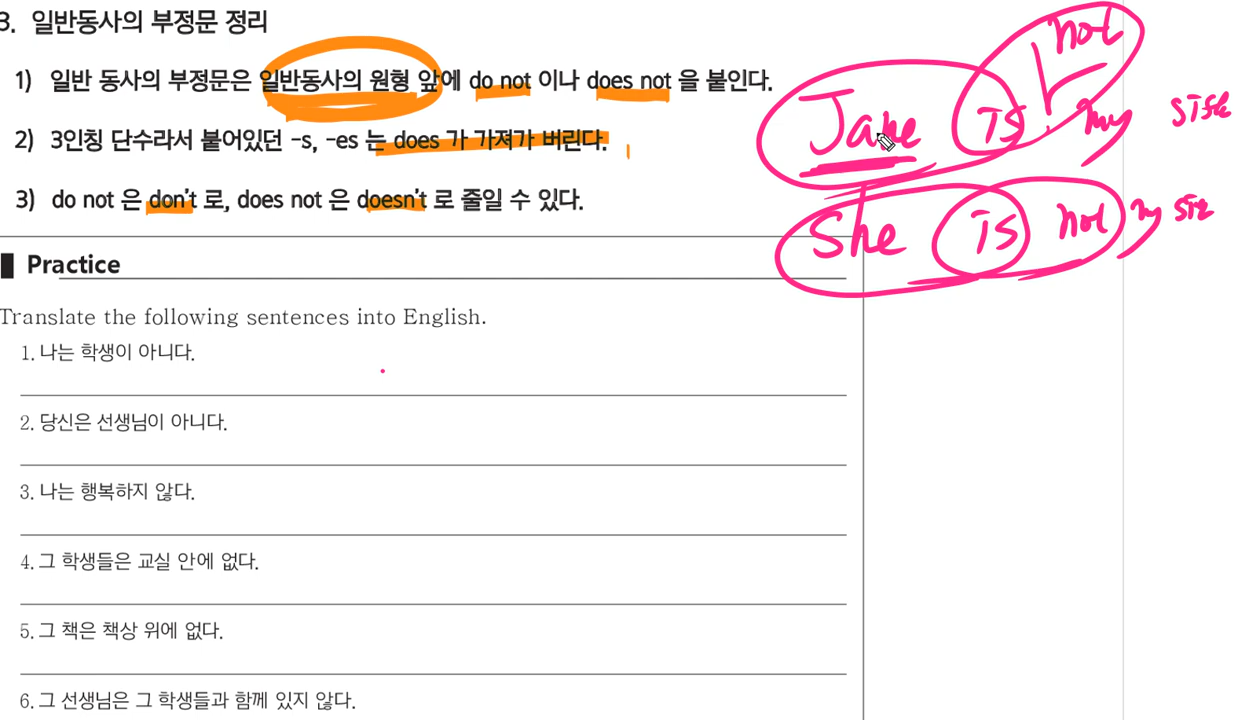 3. 일반동사의 부정문 정리
1) 일반 동사의 부정문은 일반동사의 원형 앞에 do not 이나 does not 을 붙인다.
2) 3인칭 단수라서 붙어있던 -s, -es 는 does 가 가져가 버린다.
3) do not 은 don't 로, does not 은 doesn't 로 줄일 수 있다.
not
Jane is my
She is not my
Practice
Translate the following sentences into English.
1. 나는 학생이 아니다.
2. 당신은 선생님이 아니다.
3. 나는 행복하지 않다.
4. 그 학생들은 교실 안에 없다.
5. 그 책은 책상 위에 없다.
6. 그 선생님은 그 학생들과 함께 있지 않다.